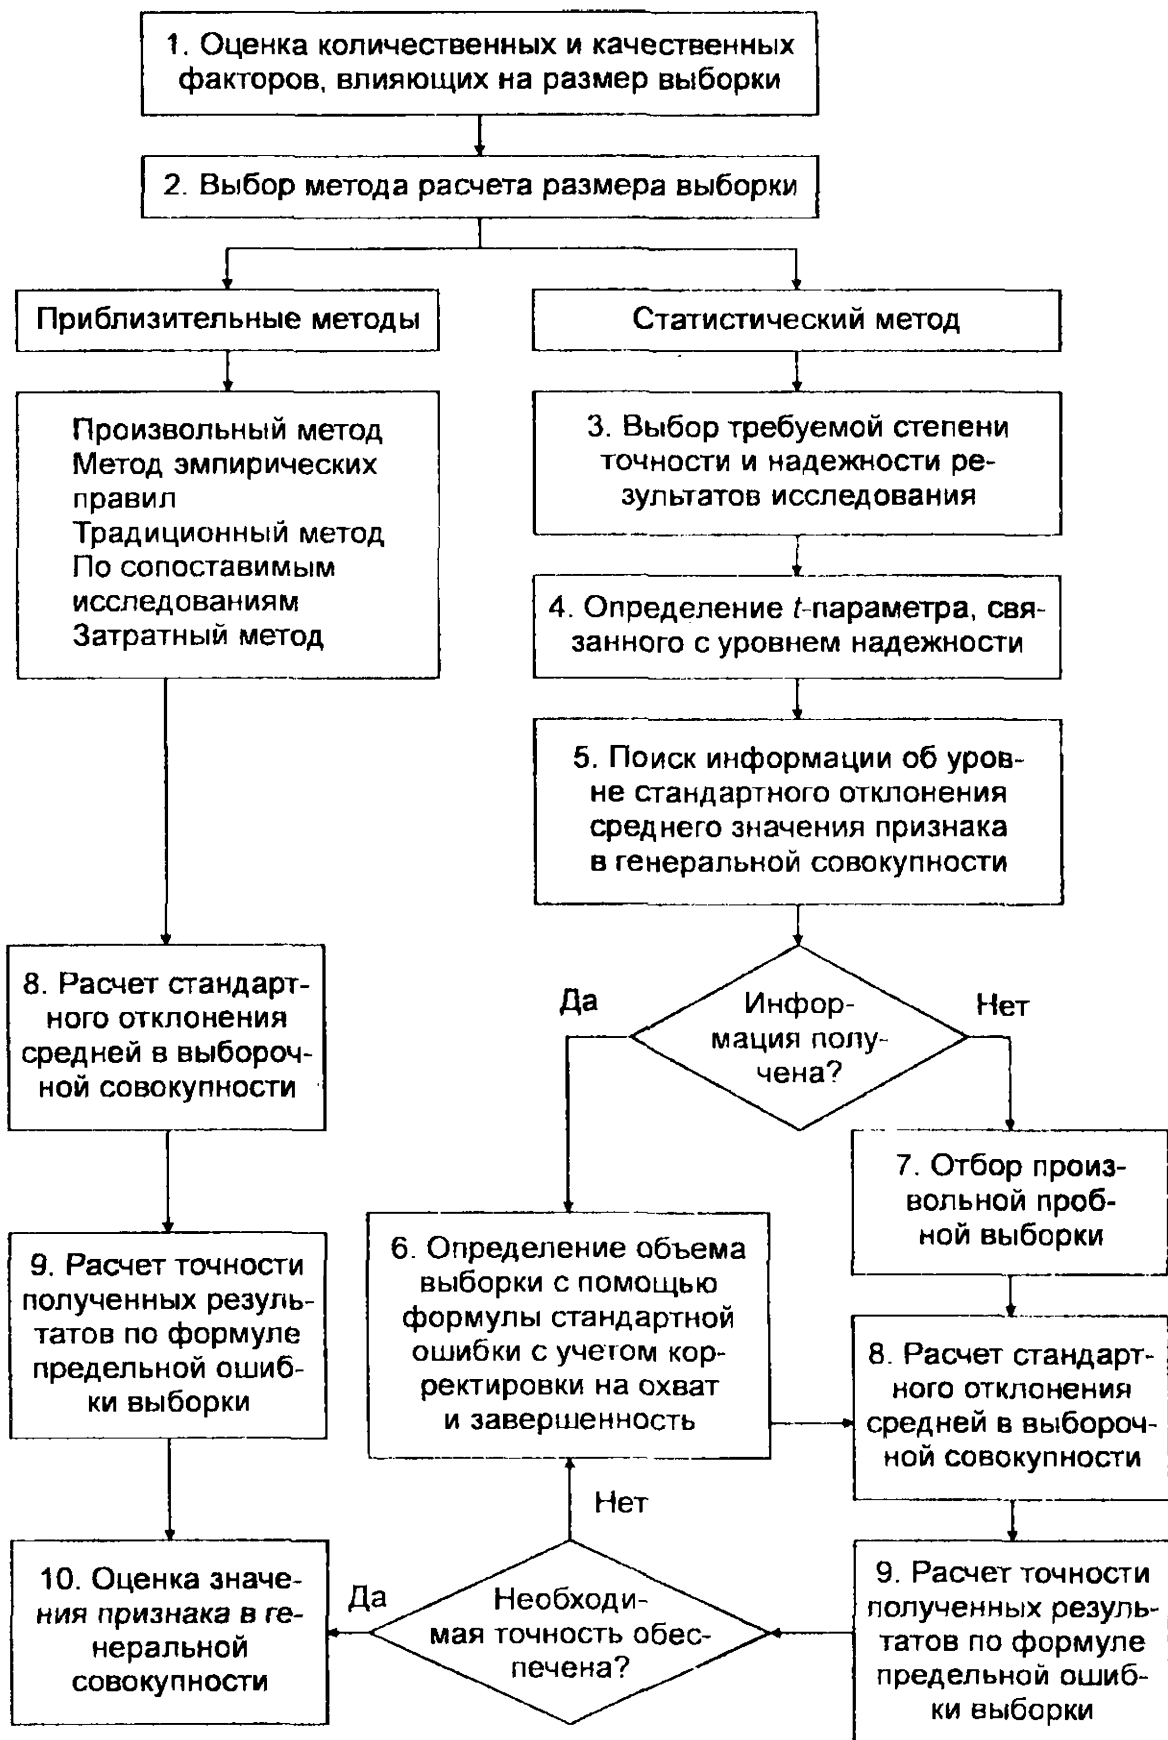 1. Оценка количественных и качественных
факторов, влияющих на размер выборки
2. Выбор метода расчета размера выборки
Приблизительные методы
Статистический метод
Произвольный метод
Метод эмпирических
правил
Традиционный метод
По сопоставимым
исследованиям
Затратный метод
3. Выбор требуемой степени
точности и надежности ре-
зультатов исследования
4. Определение t-параметра, свя-
занного с уровнем надежности
5. Поиск информации об уров-
не стандартного отклонения
среднего значения признака
в генеральной совокупности
Да
Инфор-
мация полу-
чена?
Нет
8. Расчет стандарт-
ного отклонения
средней в выбороч-
ной совокупности
7. Отбор произ-
вольной проб-
ной выборки
9. Расчет точности
полученных резуль-
татов по формуле
предельной ошиб-
ки выборки
6. Определение объема
выборки с помощью
формулы стандартной
ошибки с учетом кор-
ректировки на охват
и завершенность
8. Расчет стандарт-
ного отклонения
средней в выбороч-
ной совокупности
Нет
10. Оценка значе-
ния признака в ге-
неральной
совокупности
Да
Необходи-
мая точность обес-
печена?
9. Расчет точности
полученных резуль-
татов по формуле
предельной ошиб-
ки выборки